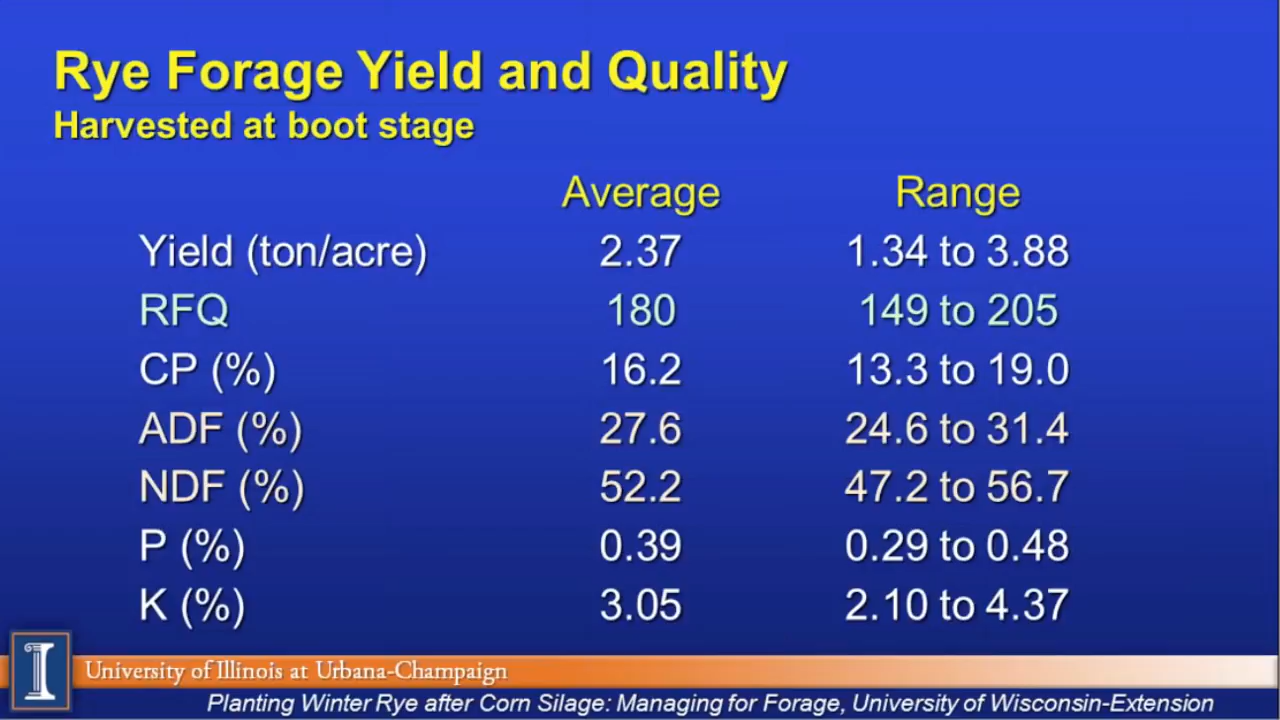 Rye Forage Yield and Quality
Harvested at boot stage
Average Range
Yield (ton/acre) 2.37 1.34 to 3.88
RFQ 180 149 to 205
CP (%) 16.2 13.3 to 19.0
ADF (%) 27.6 24.6 to 31.4
NDF (%) 52.2 47.2 to 56.7
P (%) 0.39 0.29 to 0.48
K (%) 3.05 2.10 to 4.37
I University of Illinois at Urbana-Champaign
Planting Winter Rye after Corn Silage: Managing for Forage, University of Wisconsin-Extension